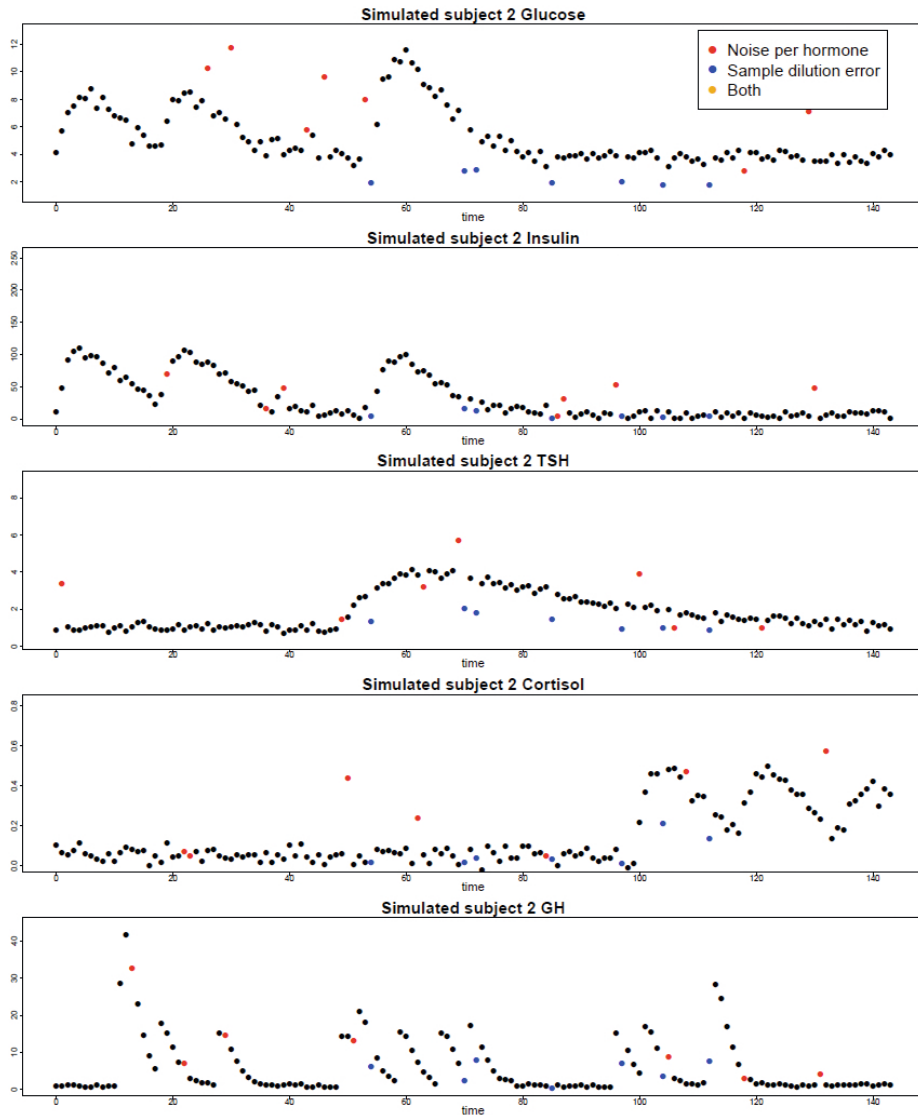 Simulated subject 2 Glucose
Noise per hormone
Sample dilution error
Both
2 4 6 8 10 12
0 20 40 60 80 100 120 140
time
Simulated subject 2 Insulin
0 50 100 150 200 250
0 20 40 60 80 100 120 140
time
Simulated subject 2 TSH
0 2 4 6 8
0 20 40 60 80 100 120 140
time
Simulated subject 2 Cortisol
0.0 0.2 0.4 0.6 0.8
0 20 40 60 80 100 120 140
time
Simulated subject 2 GH
0 10 20 30 40
0 20 40 60 80 100 120 140
time